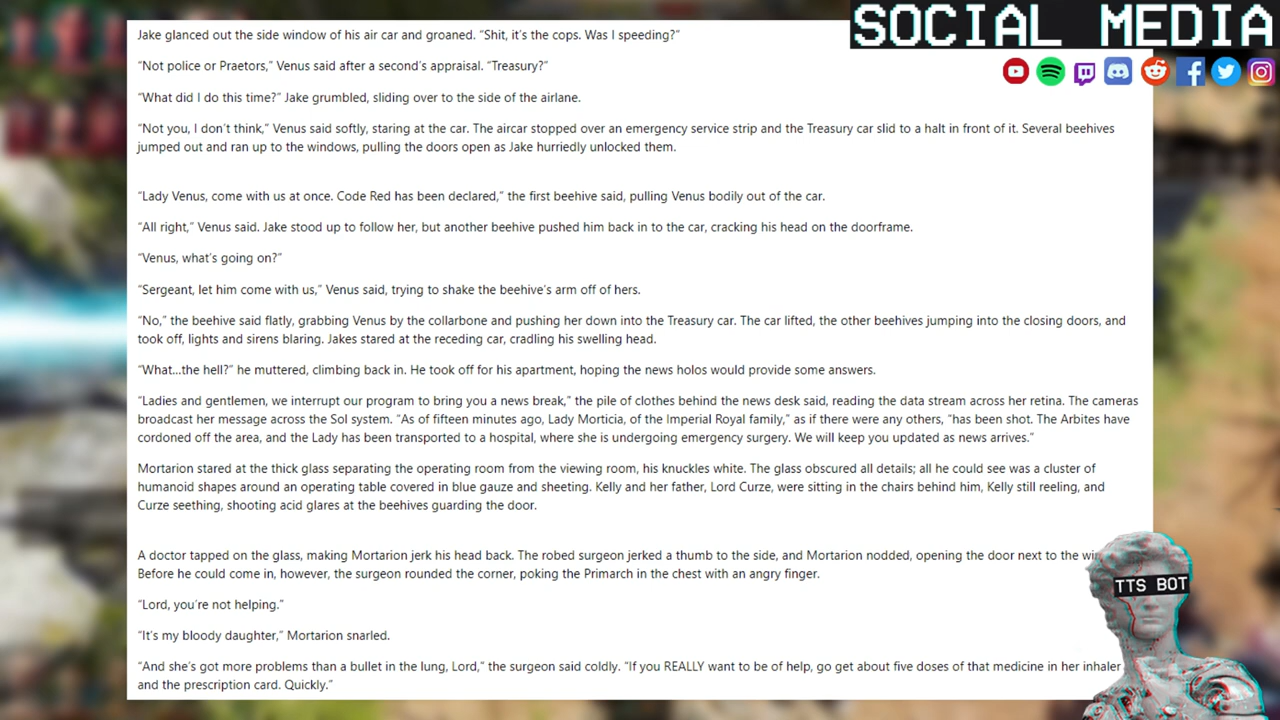 SOCIAL MEDIA
Jake glanced out the side window of his air car and groaned. “Shit, it’s the cops. Was I speeding?”
“Not police or Praetors,” Venus said after a second’s appraisal. “Treasury?”
“What did I do this time?” Jake grumbled, sliding over to the side of the airlane.
“Not you, I don’t think,” Venus said softly, staring at the car. The aircar stopped over an emergency service strip and the Treasury car slid to a halt in front of it. Several beehives
jumped out and ran up to the windows, pulling the doors open as Jake hurriedly unlocked them.
“Lady Venus, come with us at once. Code Red has been declared,” the first beehive said, pulling Venus bodily out of the car.
“All right,” Venus said. Jake stood up to follow her, but another beehive pushed him back in to the car, cracking his head on the doorframe.
“Venus, what’s going on?”
“Sergeant, let him come with us,” Venus said, trying to shake the beehive’s arm off of hers.
“No,” the beehive said flatly, grabbing Venus by the collarbone and pushing her down into the Treasury car. The car lifted, the other beehives jumping into the closing doors, and
took off, lights and sirens blaring. Jakes stared at the receding car, cradling his swelling head.
“What...the hell?” he muttered, climbing back in. He took off for his apartment, hoping the news holos would provide some answers.
“Ladies and gentlemen, we interrupt our program to bring you a news break,” the pile of clothes behind the news desk said, reading the data stream across her retina. The cameras
broadcast her message across the Sol system. “As of fifteen minutes ago, Lady Morticia, of the Imperial Royal family,” as if there were any others, “has been shot. The Arbites have
cordoned off the area, and the Lady has been transported to a hospital, where she is undergoing emergency surgery. We will keep you updated as news arrives.”
Mortarion stared at the thick glass separating the operating room from the viewing room, his knuckles white. The glass obscured all details; all he could see was a cluster of
humanoid shapes around an operating table covered in blue gauze and sheeting. Kelly and her father, Lord Curze, were sitting in the chairs behind him, Kelly still reeling, and
Curze seething, shooting acid glares at the beehives guarding the door.
A doctor tapped on the glass, making Mortarion jerk his head back. The robed surgeon jerked a thumb to the side, and Mortarion nodded, opening the door next to the
Before he could come in, however, the surgeon rounded the corner, poking the Primarch in the chest with an angry finger.
“Lord, you’re not helping.”
“It’s my bloody daughter,” Mortarion snarled.
“And she’s got more problems than a bullet in the lung, Lord,” the surgeon said coldly. “If you REALLY want to be of help, go get about five doses of that medicine in her inhaler
and the prescription card. Quickly.”
TTS BOT